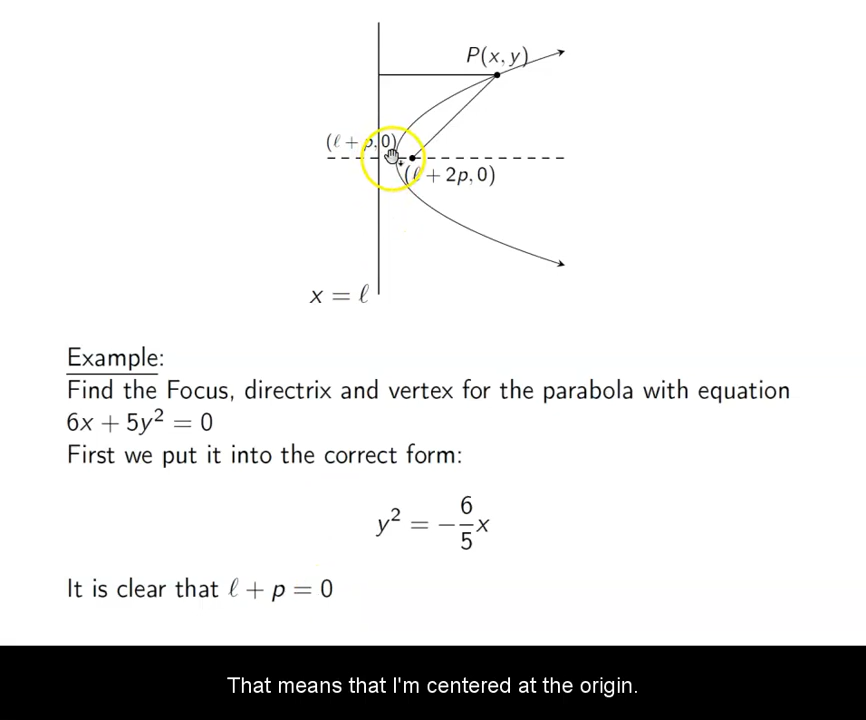 P(x, y)
(ℓ + p, 0)
(ℓ + 2p, 0)
x = ℓ
Example:
Find the Focus, directrix and vertex for the parabola with equation
6x + 5y² = 0
First we put it into the correct form:
y² = −6/5 x
It is clear that ℓ + p = 0
That means that I'm centered at the origin.